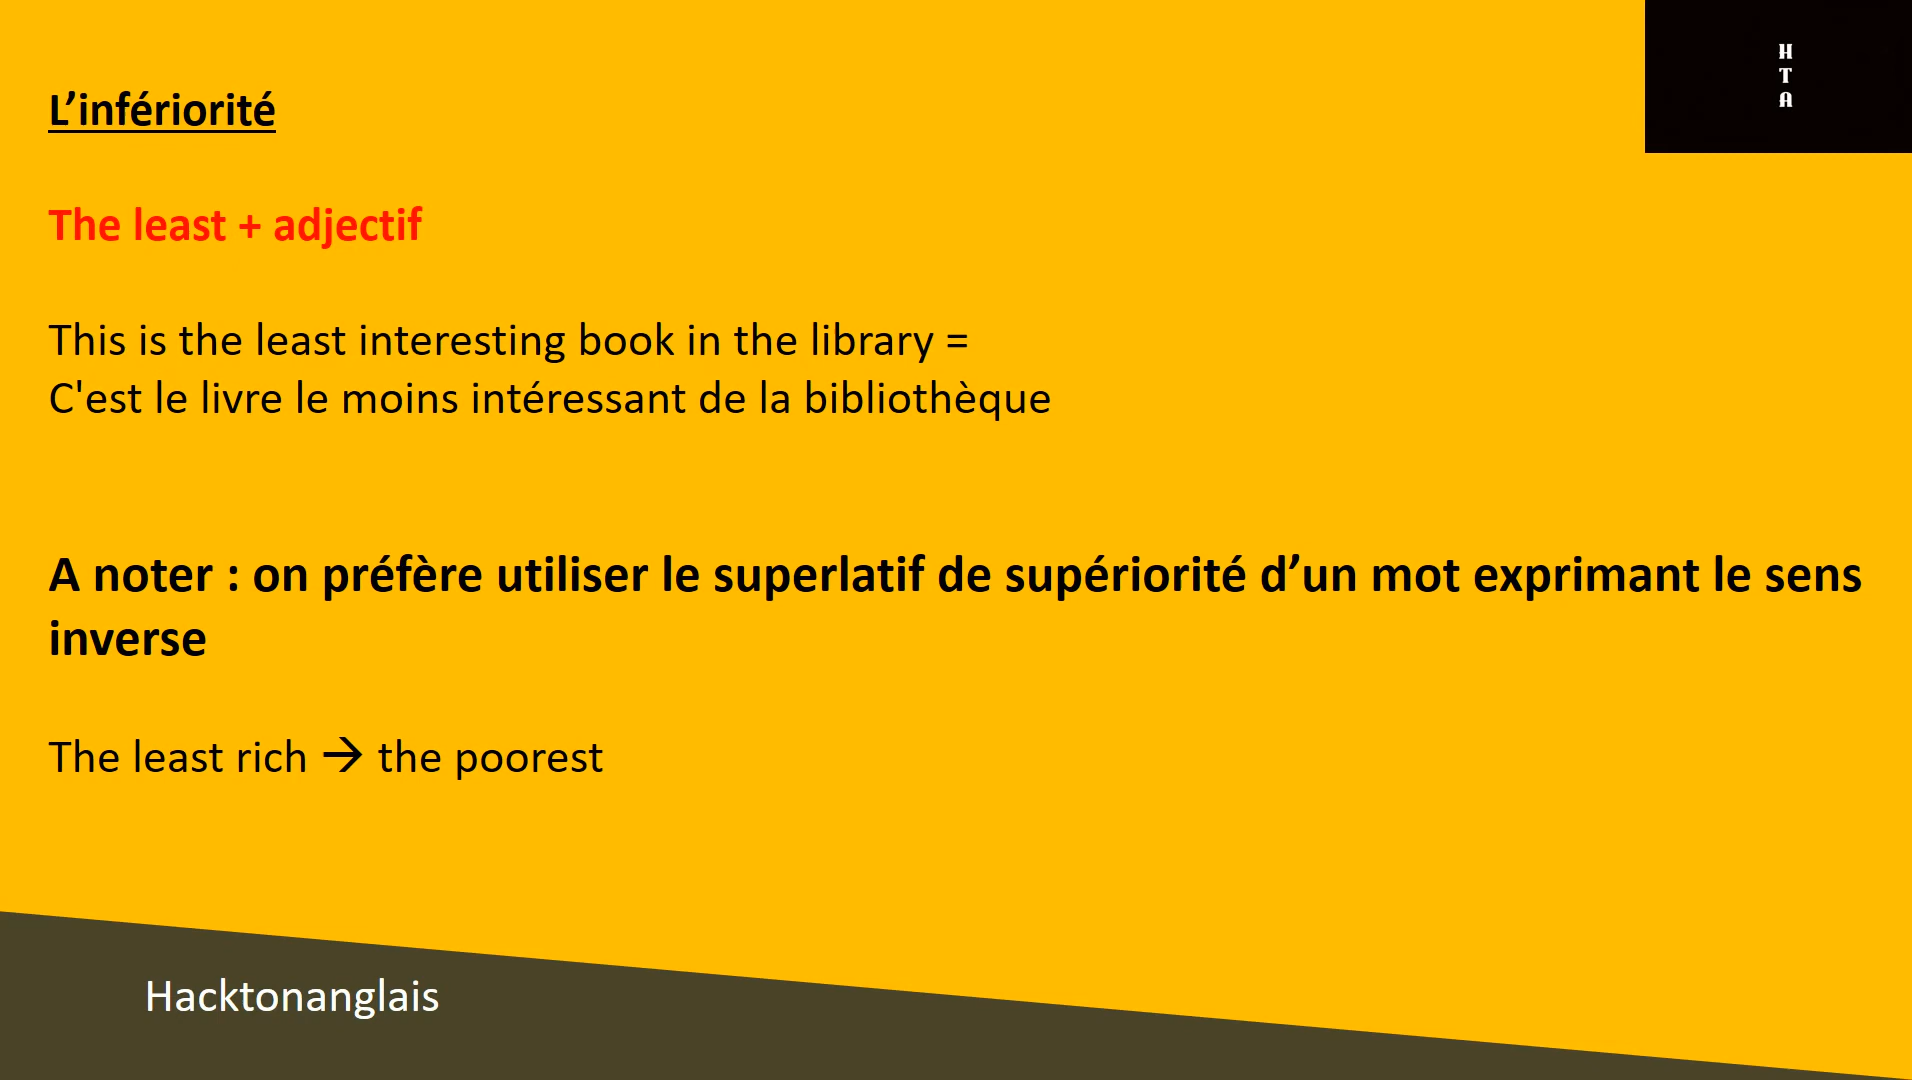 H
T
A
L’infériorité
The least + adjectif
This is the least interesting book in the library =
C'est le livre le moins intéressant de la bibliothèque
A noter : on préfère utiliser le superlatif de supériorité d’un mot exprimant le sens
inverse
The least rich → the poorest
Hacktonanglais